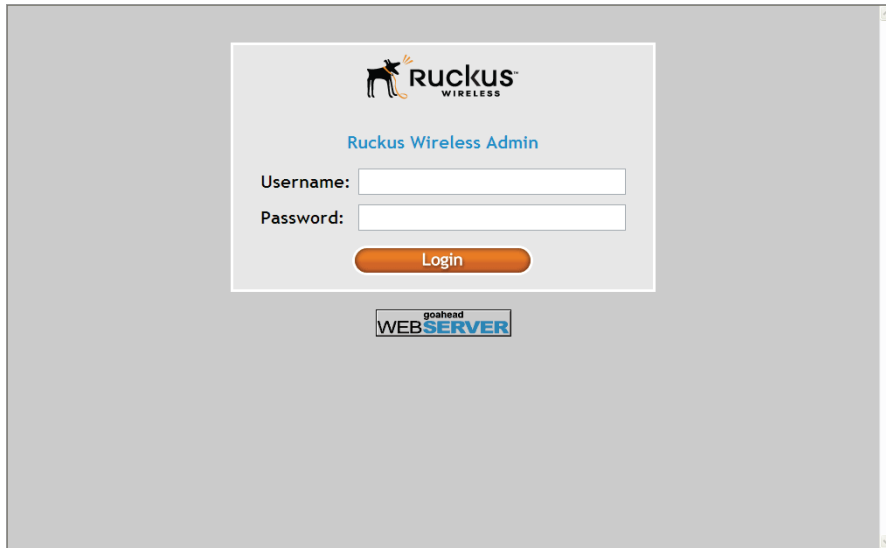 Ruckus™
WIRELESS
Ruckus Wireless Admin
Username:
Password:
Login
goahead
WEBSERVER